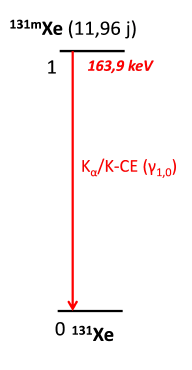 131mXe (11,96 j)
1 163,9 keV
Kα/K-CE (γ1,0)
0 131Xe